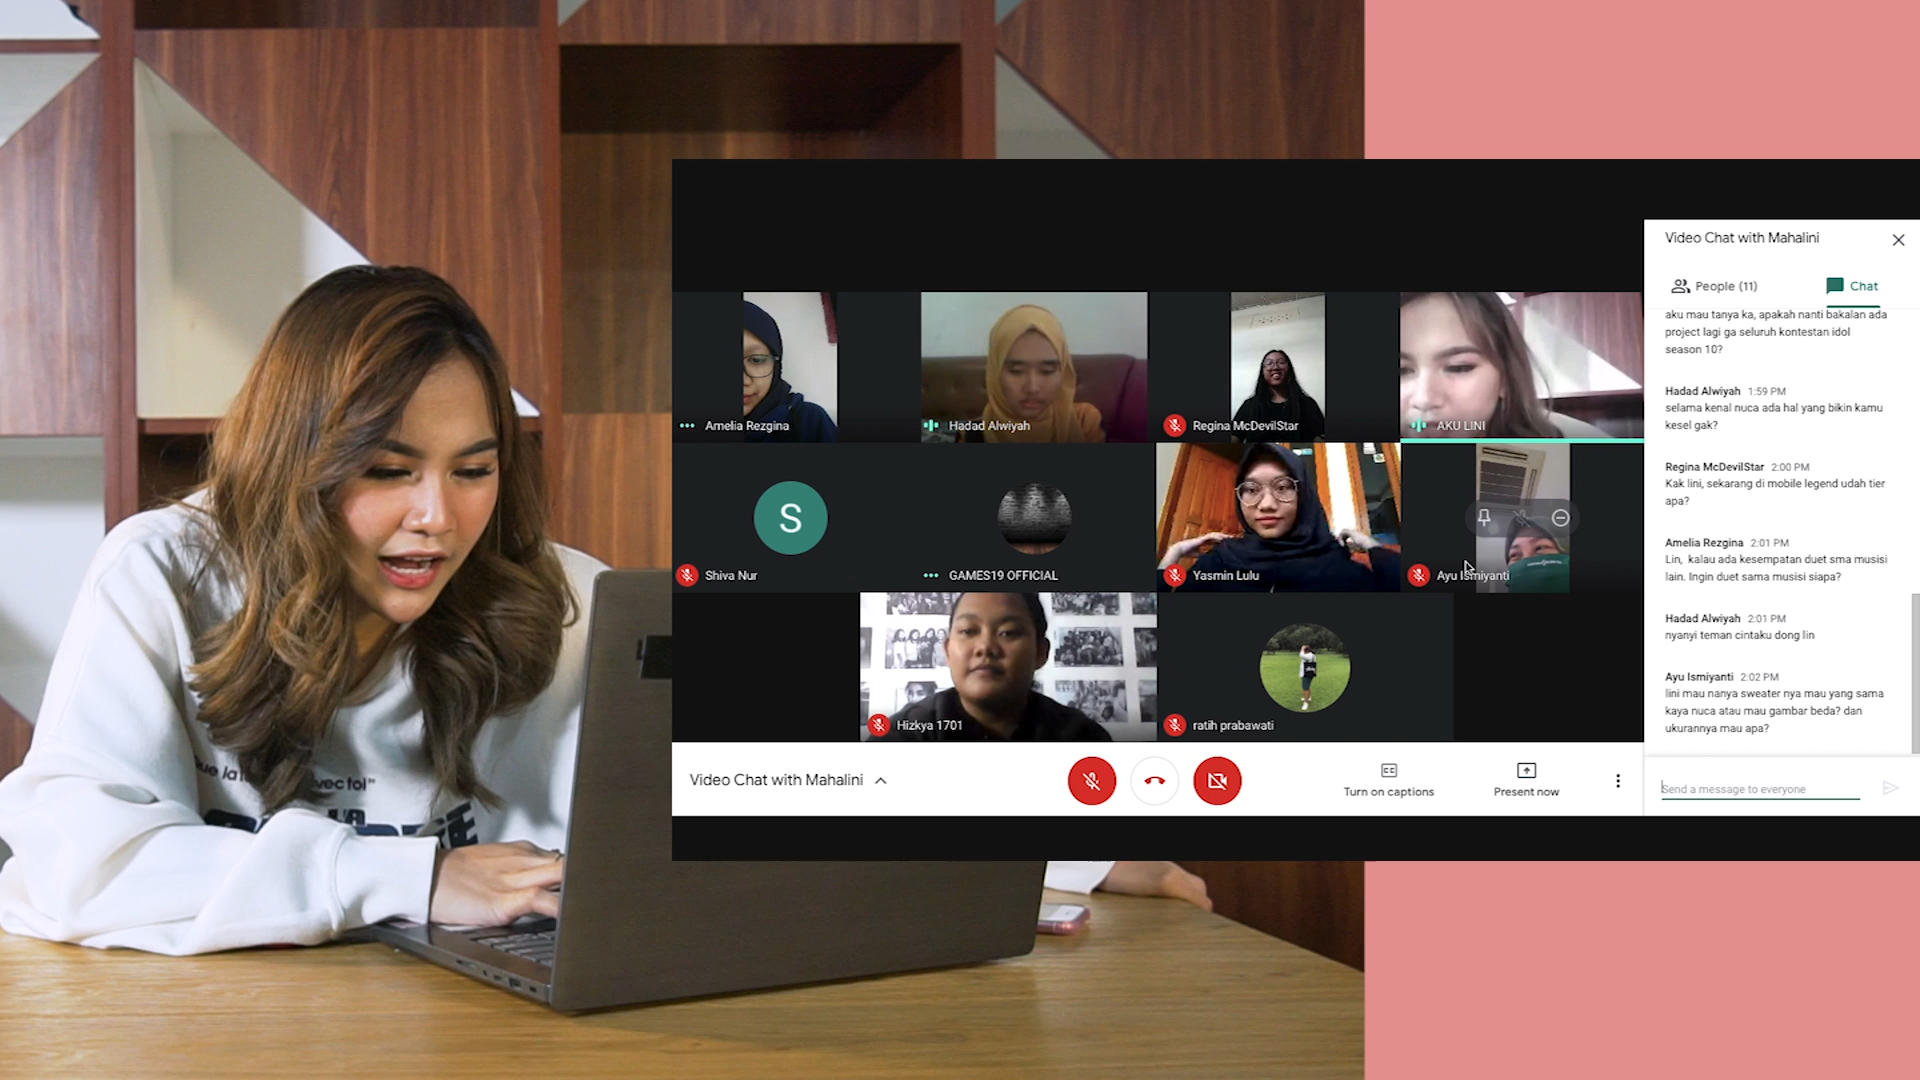 vec toi"
Amelia Rezgina
Hadad Alwiyah
Regina McDevilStar
AKU LINI
S
Shiva Nur
GAMES19 OFFICIAL
Yasmin Lulu
Ayu Ismiyanti
Hizkya 1701
ratih prabawati
Video Chat with Mahalini
Turn on captions
Present now
Video Chat with Mahalini
People (11)
Chat
aku mau tanya ka, apakah nanti bakalan ada
project lagi ga seluruh kontestan idol
season 10?
Hadad Alwiyah 1:59 PM
selama kenal nuca ada hal yang bikin kamu
kesel gak?
Regina McDevilStar 2:00 PM
Kak lini, sekarang di mobile legend udah tier
apa?
Amelia Rezgina 2:01 PM
Lin, kalau ada kesempatan duet sma musisi
lain. Ingin duet sama musisi siapa?
Hadad Alwiyah 2:01 PM
nyanyi teman cintaku dong lin
Ayu Ismiyanti 2:02 PM
lini mau nanya sweater nya mau yang sama
kaya nuca atau mau gambar beda? dan
ukurannya mau apa?
Send a message to everyone